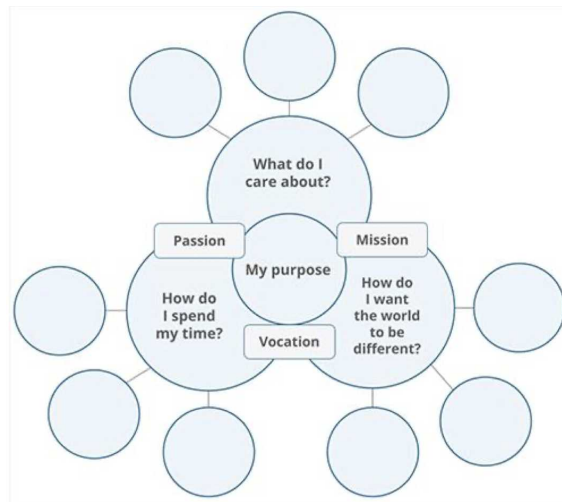 What do I
care about?
Passion
Mission
My purpose
How do
I spend
my time?
How do
I want
the world
to be
different?
Vocation